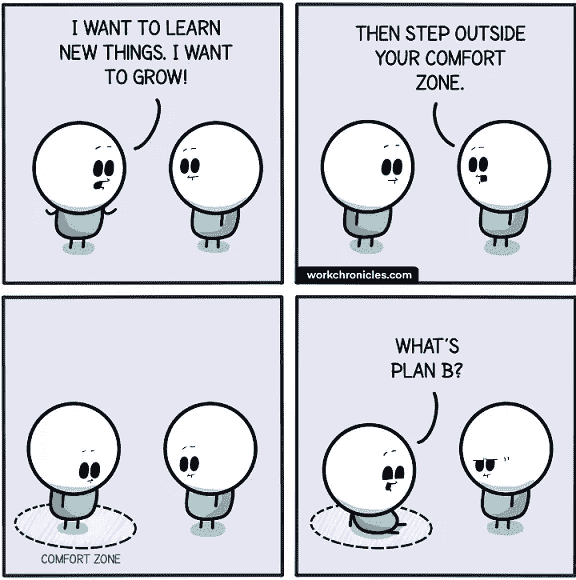 I WANT TO LEARN
NEW THINGS. I WANT
TO GROW!
THEN STEP OUTSIDE
YOUR COMFORT
ZONE.
workchronicles.com
COMFORT ZONE
WHAT'S
PLAN B?